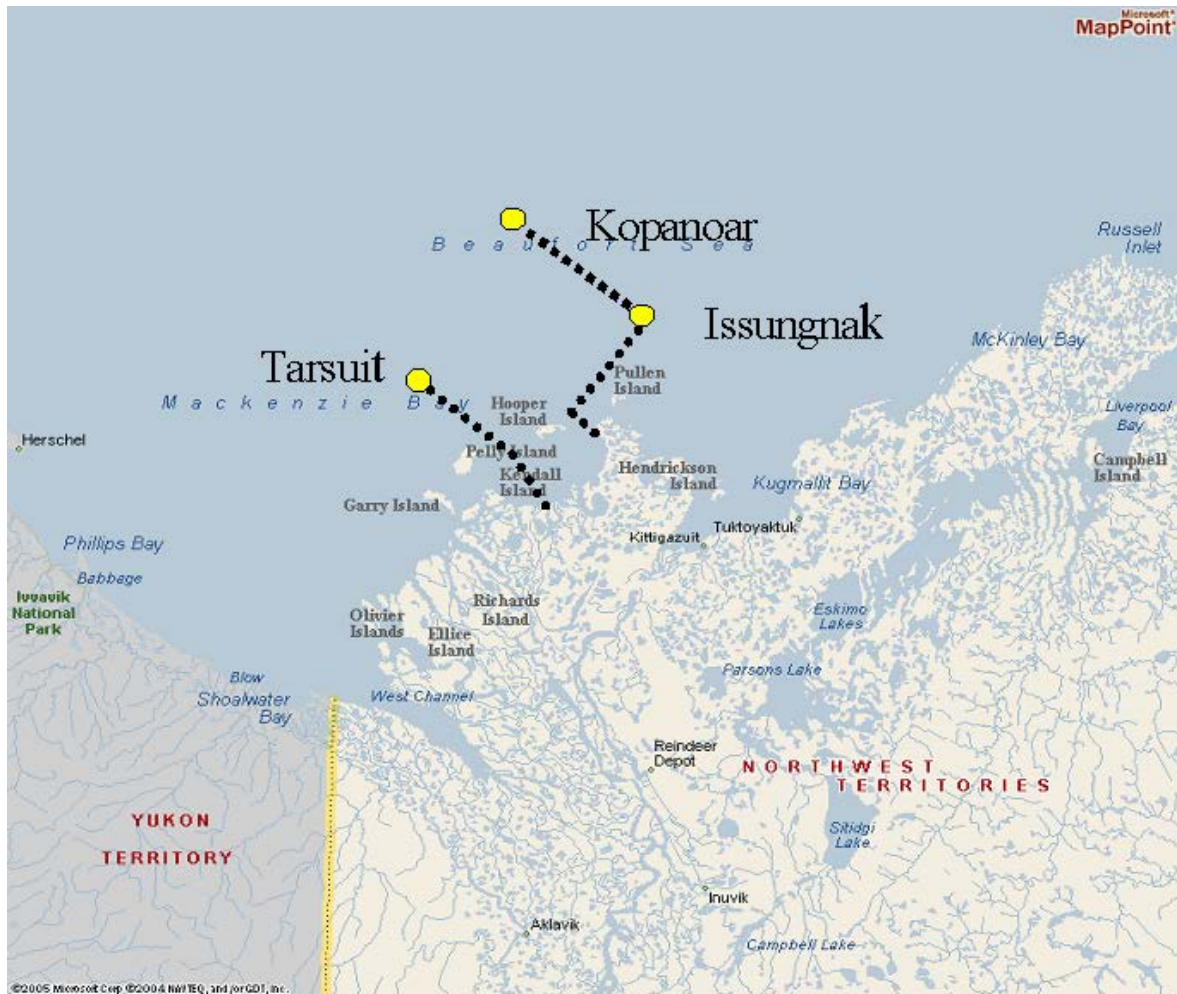 Microsoft®
MapPoint®
Kopanoar
Beaufort Sea
Russell
Inlet
Issungnak
McKinley Bay
Tarsuit
Pullen
Island
Mackenzie Bay
Hooper
Island
Liverpool
Bay
Herschel
Pelly Island
Kendall
Island
Hendrickson
Island
Campbell
Island
Kugmallit Bay
Garry Island
Tuktoyaktuk
Kittigazuit
Phillips Bay
Babbage
Ivvavik
National
Park
Richards
Island
Olivier
Islands
Ellice
Island
Eskimo
Lakes
Parsons Lake
Blow
Shoalwater
Bay
West Channel
Reindeer
Depot
NORTHWEST
TERRITORIES
YUKON
TERRITORY
Sitidgi
Lake
Inuvik
Aklavik
Campbell Lake
©2005 Microsoft Corp ©2004 NAVTEQ, and/or GDT, Inc.